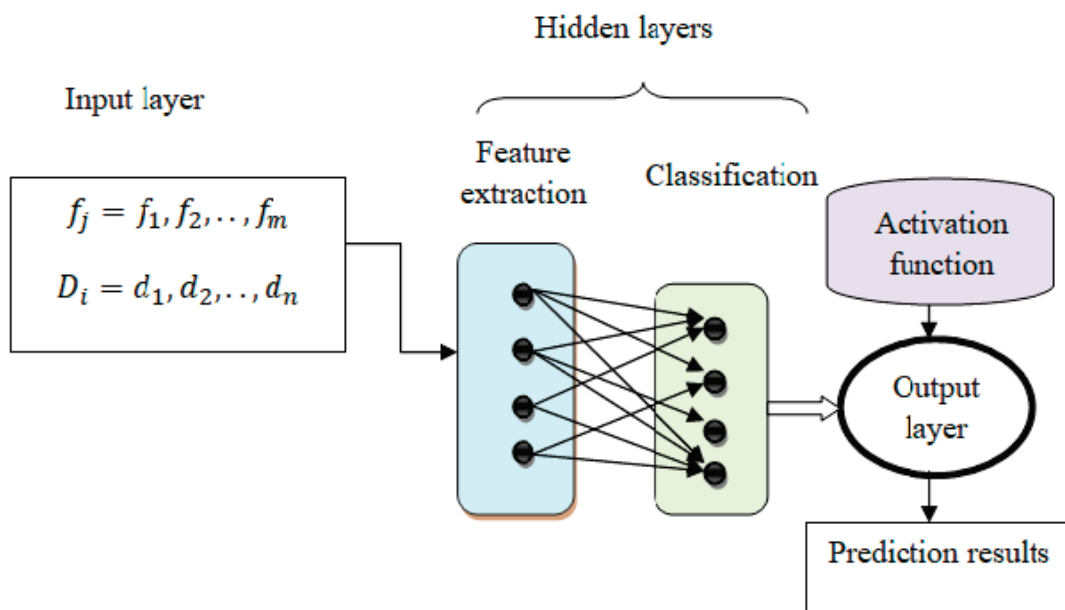 Hidden layers
Input layer
Feature
extraction
Classification
f_j = f_1, f_2, . . , f_m
D_i = d_1, d_2, . . , d_n
Activation
function
Output
layer
Prediction results